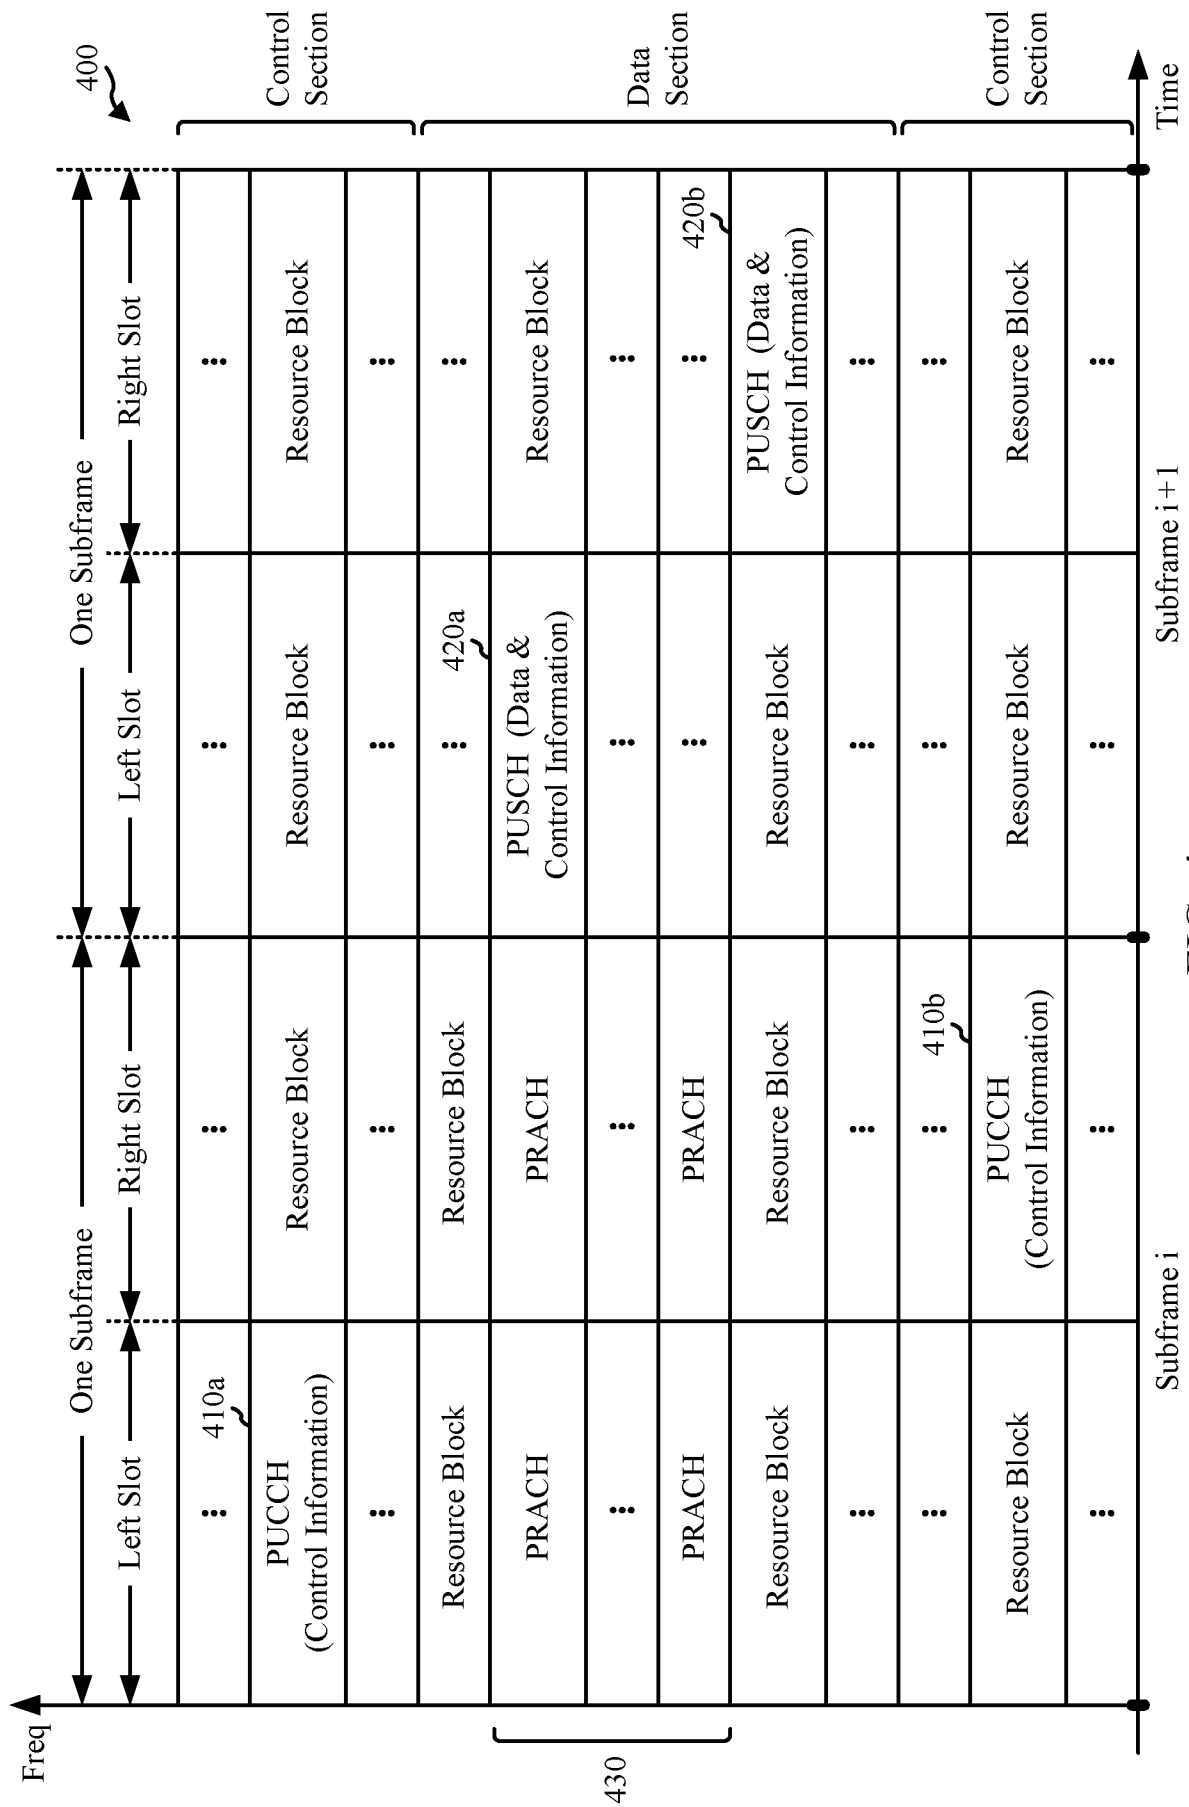 Freq
One Subframe
One Subframe
400
Left Slot
Right Slot
Left Slot
Right Slot
...
410a
...
...
...
PUCCH
(Control Information)
Resource Block
Resource Block
Resource Block
Control
Section
...
...
...
...
Resource Block
Resource Block
...
420a
...
PRACH
PRACH
PUSCH (Data &
Control Information)
Resource Block
430
...
...
...
...
Data
Section
PRACH
PRACH
...
...
420b
Resource Block
Resource Block
Resource Block
PUSCH (Data &
Control Information)
...
...
...
...
...
...
410b
...
...
Resource Block
PUCCH
(Control Information)
Resource Block
Resource Block
Control
Section
...
...
...
...
Subframe i
Subframe i+1
Time